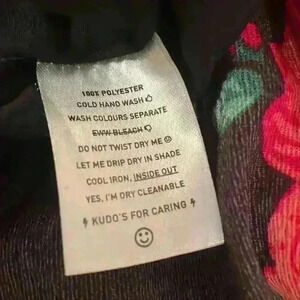 100% POLYESTER
COLD HAND WASH 👍
WASH COLOURS SEPARATE
EWW BLEACH 👎
DO NOT TWIST DRY ME ☹
LET ME DRIP DRY IN SHADE
COOL IRON, INSIDE OUT
YES, I'M DRY CLEANABLE
⚡ KUDO'S FOR CARING ⚡
☺